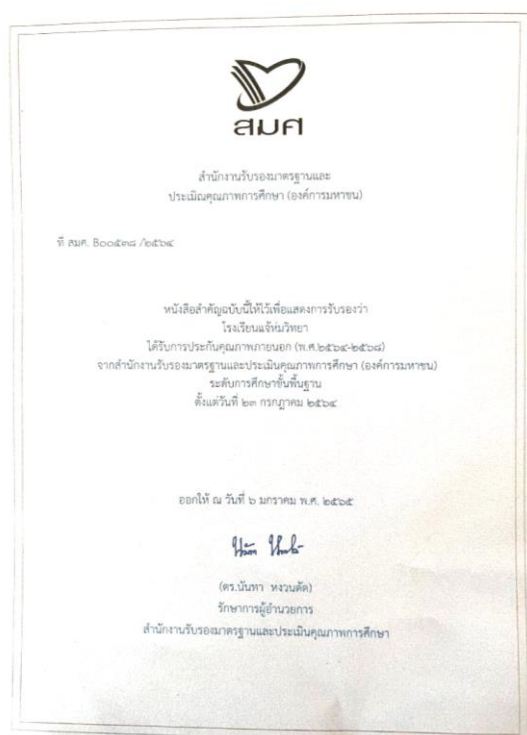 สมศ
สำนักงานรับรองมาตรฐานและ
ประเมินคุณภาพการศึกษา (องค์การมหาชน)
ที่ สมศ. B๐๐๕๓๘ /๒๕๖๔
หนังสือสำคัญฉบับนี้ให้ไว้เพื่อแสดงการรับรองว่า
โรงเรียนแจ้ห่มวิทยา
ได้รับการประกันคุณภาพภายนอก (พ.ศ.๒๕๖๔-๒๕๖๘)
จากสำนักงานรับรองมาตรฐานและประเมินคุณภาพการศึกษา (องค์การมหาชน)
ระดับการศึกษาขั้นพื้นฐาน
ตั้งแต่วันที่ ๒๓ กรกฎาคม ๒๕๖๔
ออกให้ ณ วันที่ ๖ มกราคม พ.ศ. ๒๕๖๕
(ดร.นันทา หงวนตัด)
รักษาการผู้อำนวยการ
สำนักงานรับรองมาตรฐานและประเมินคุณภาพการศึกษา